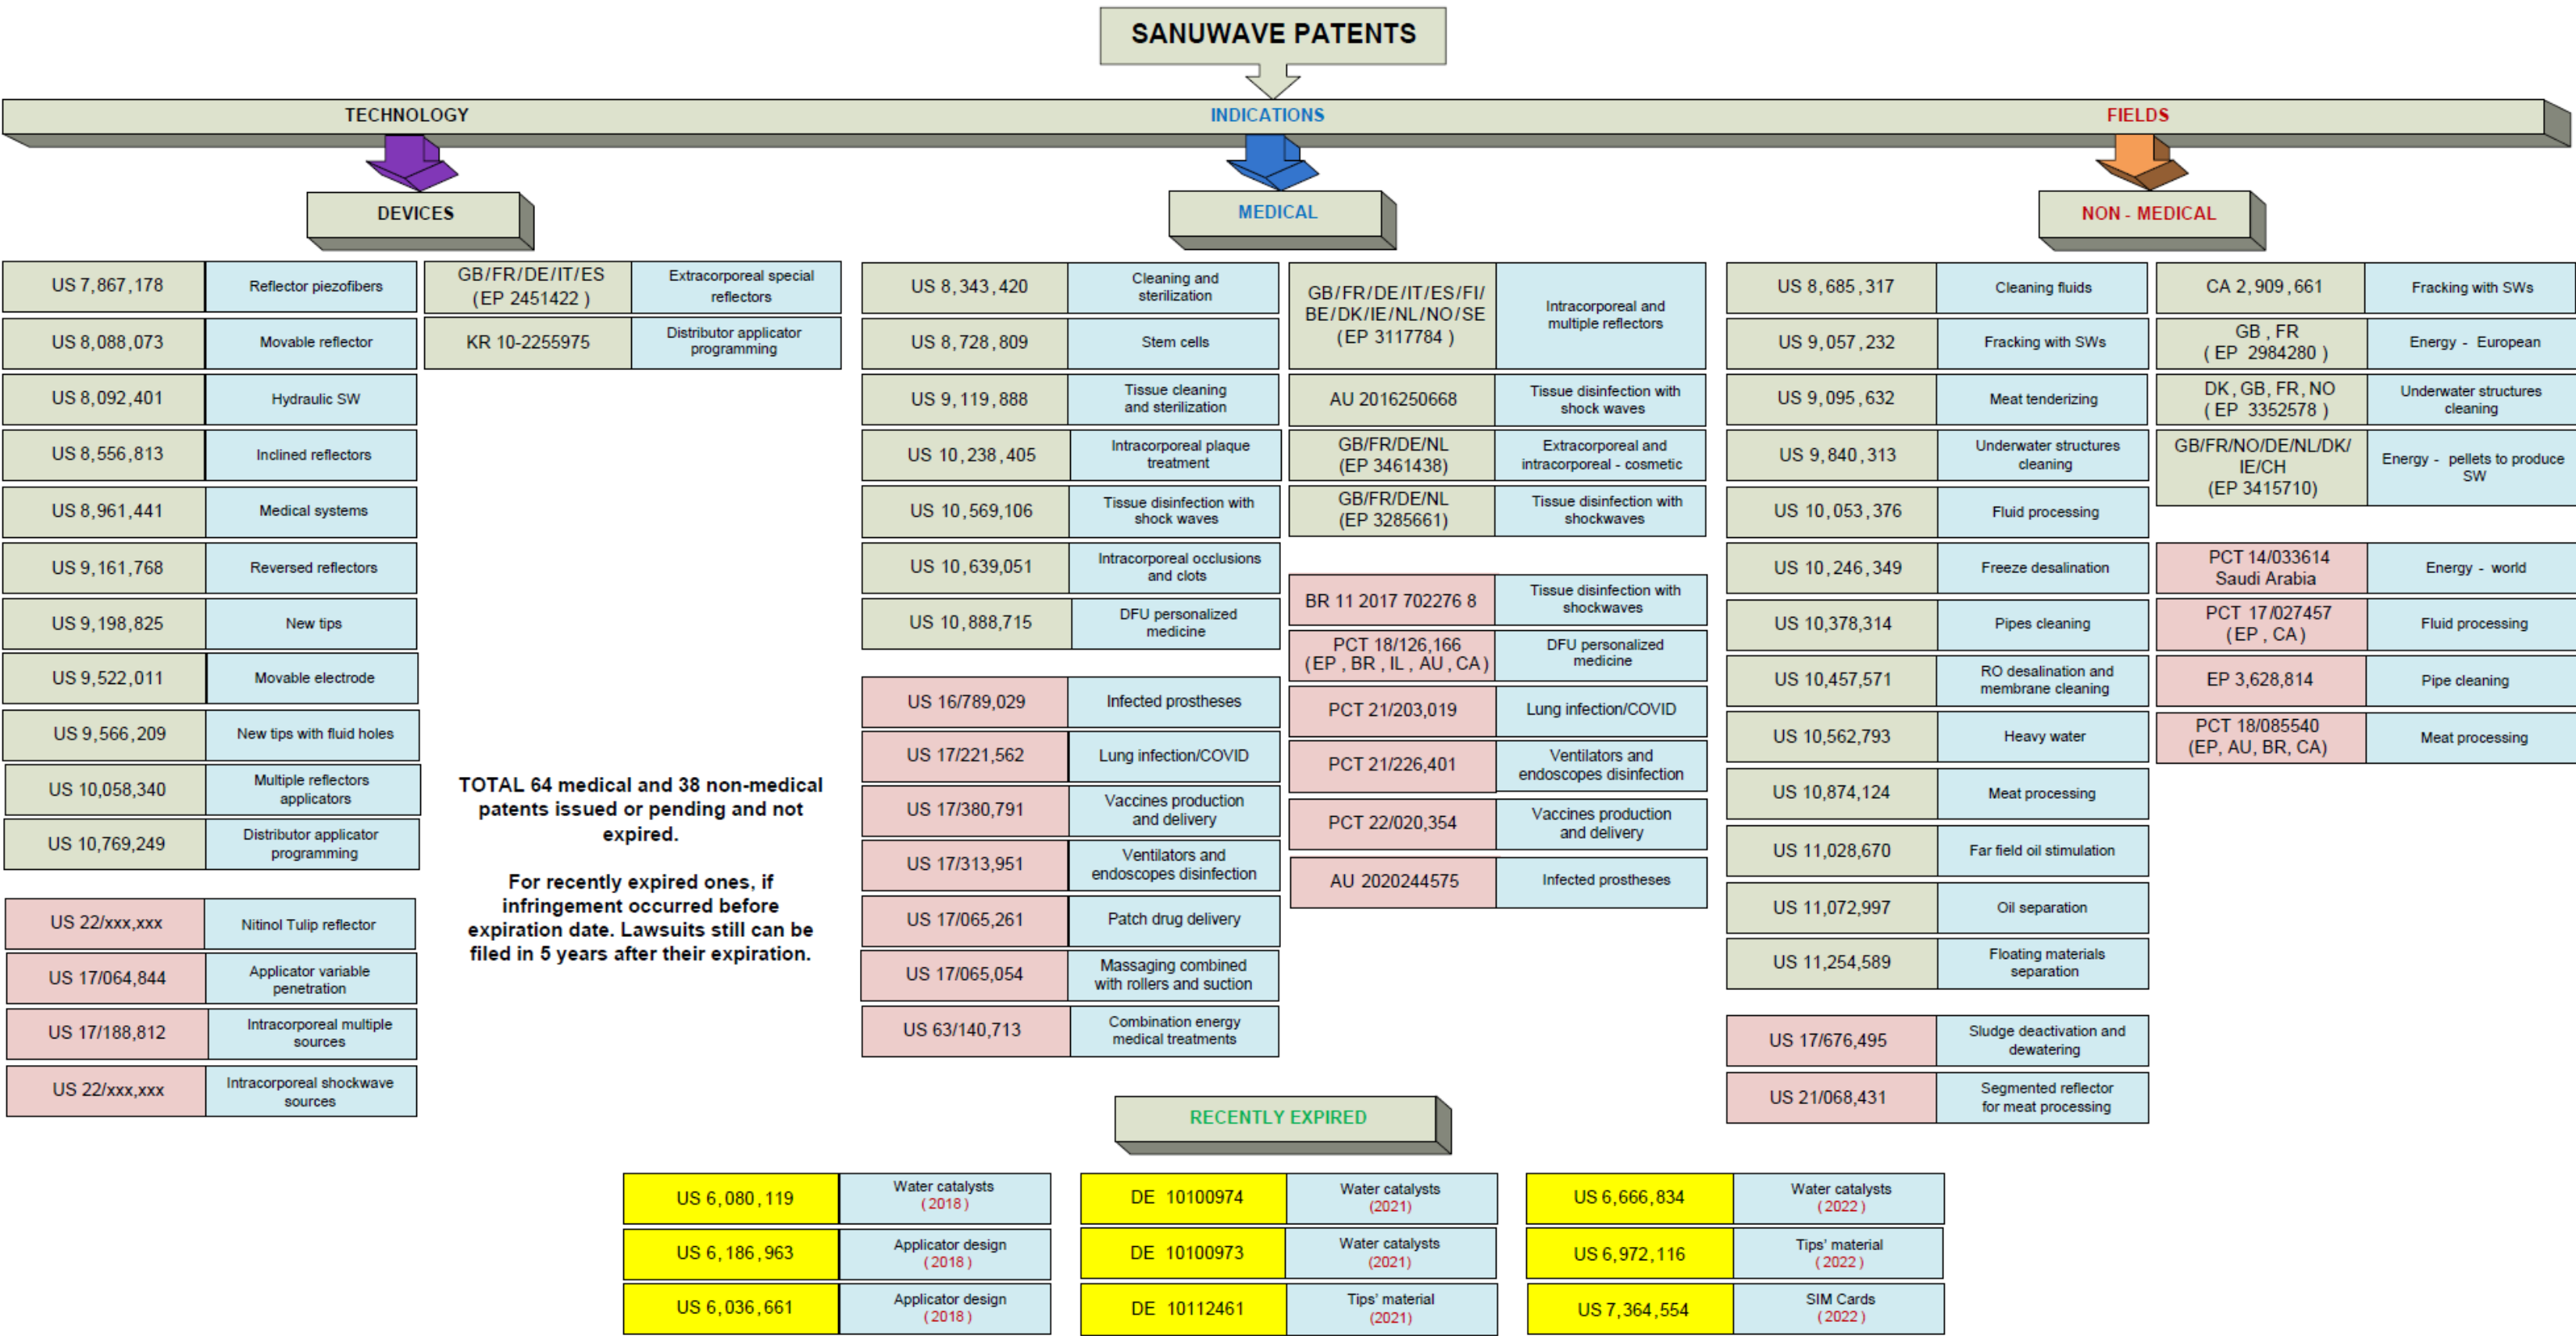 SANUWAVE PATENTS
TECHNOLOGY
INDICATIONS
FIELDS
DEVICES
MEDICAL
NON - MEDICAL
US 7,867,178
Reflector piezofibers
US 8,088,073
Movable reflector
US 8,092,401
Hydraulic SW
US 8,556,813
Inclined reflectors
US 8,961,441
Medical systems
US 9,161,768
Reversed reflectors
US 9,198,825
New tips
US 9,522,011
Movable electrode
US 9,566,209
New tips with fluid holes
US 10,058,340
Multiple reflectors
applicators
US 10,769,249
Distributor applicator
programming
US 22/xxx,xxx
Nitinol Tulip reflector
US 17/064,844
Applicator variable
penetration
US 17/188,812
Intracorporeal multiple
sources
US 22/xxx,xxx
Intracorporeal shockwave
sources
GB/FR/DE/IT/ES
(EP 2451422 )
Extracorporeal special
reflectors
KR 10-2255975
Distributor applicator
programming
TOTAL 64 medical and 38 non-medical
patents issued or pending and not
expired.
For recently expired ones, if
infringement occurred before
expiration date. Lawsuits still can be
filed in 5 years after their expiration.
US 8,343,420
Cleaning and
sterilization
US 8,728,809
Stem cells
US 9,119,888
Tissue cleaning
and sterilization
US 10,238,405
Intracorporeal plaque
treatment
US 10,569,106
Tissue disinfection with
shock waves
US 10,639,051
Intracorporeal occlusions
and clots
US 10,888,715
DFU personalized
medicine
US 16/789,029
Infected prostheses
US 17/221,562
Lung infection/COVID
US 17/380,791
Vaccines production
and delivery
US 17/313,951
Ventilators and
endoscopes disinfection
US 17/065,261
Patch drug delivery
US 17/065,054
Massaging combined
with rollers and suction
US 63/140,713
Combination energy
medical treatments
GB/FR/DE/IT/ES/FI/
BE/DK/IE/NL/NO/SE
(EP 3117784 )
Intracorporeal and
multiple reflectors
AU 2016250668
Tissue disinfection with
shock waves
GB/FR/DE/NL
(EP 3461438)
Extracorporeal and
intracorporeal - cosmetic
GB/FR/DE/NL
(EP 3285661)
Tissue disinfection with
shockwaves
BR 11 2017 702276 8
Tissue disinfection with
shockwaves
PCT 18/126,166
(EP , BR , IL , AU , CA)
DFU personalized
medicine
PCT 21/203,019
Lung infection/COVID
PCT 21/226,401
Ventilators and
endoscopes disinfection
PCT 22/020,354
Vaccines production
and delivery
AU 2020244575
Infected prostheses
US 8,685,317
Cleaning fluids
US 9,057,232
Fracking with SWs
US 9,095,632
Meat tenderizing
US 9,840,313
Underwater structures
cleaning
US 10,053,376
Fluid processing
US 10,246,349
Freeze desalination
US 10,378,314
Pipes cleaning
US 10,457,571
RO desalination and
membrane cleaning
US 10,562,793
Heavy water
US 10,874,124
Meat processing
US 11,028,670
Far field oil stimulation
US 11,072,997
Oil separation
US 11,254,589
Floating materials
separation
US 17/676,495
Sludge deactivation and
dewatering
US 21/068,431
Segmented reflector
for meat processing
CA 2,909,661
Fracking with SWs
GB , FR
( EP 2984280 )
Energy - European
DK, GB, FR, NO
( EP 3352578 )
Underwater structures
cleaning
GB/FR/NO/DE/NL/DK/
IE/CH
(EP 3415710)
Energy - pellets to produce
SW
PCT 14/033614
Saudi Arabia
Energy - world
PCT 17/027457
(EP , CA)
Fluid processing
EP 3,628,814
Pipe cleaning
PCT 18/085540
(EP, AU, BR, CA)
Meat processing
RECENTLY EXPIRED
US 6,080,119
Water catalysts
( 2018 )
DE 10100974
Water catalysts
(2021)
US 6,666,834
Water catalysts
( 2022 )
US 6,186,963
Applicator design
( 2018 )
DE 10100973
Water catalysts
(2021)
US 6,972,116
Tips' material
( 2022 )
US 6,036,661
Applicator design
( 2018 )
DE 10112461
Tips' material
(2021)
US 7,364,554
SIM Cards
( 2022 )